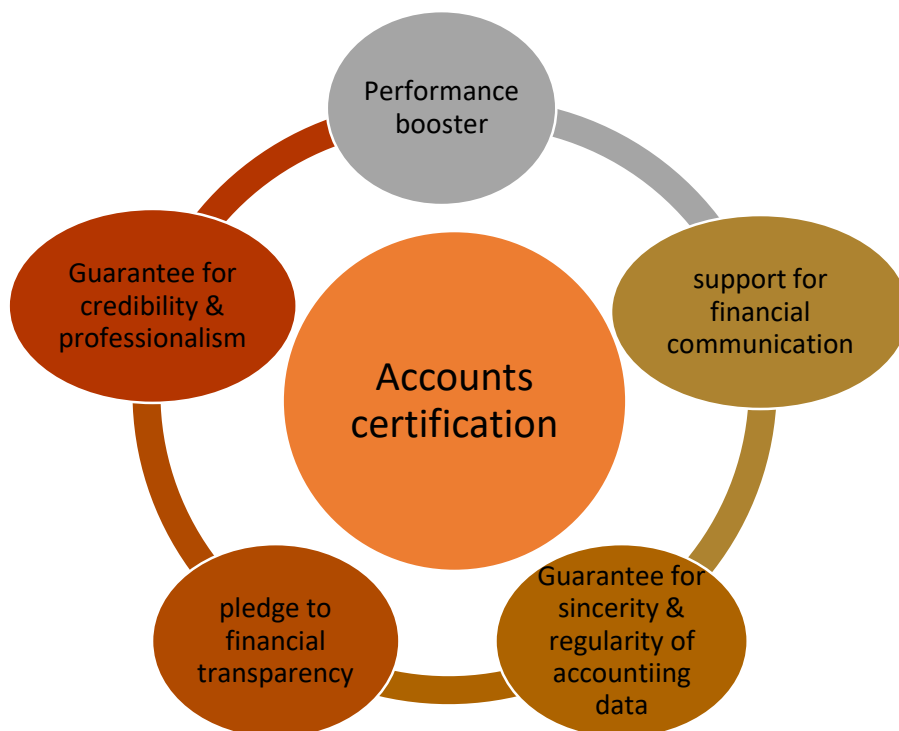 Performance
booster
support for
financial
communication
Guarantee for
sincerity &
regularity of
accountiing
data
pledge to
financial
transparency
Guarantee for
credibility &
professionalism
Accounts
certification